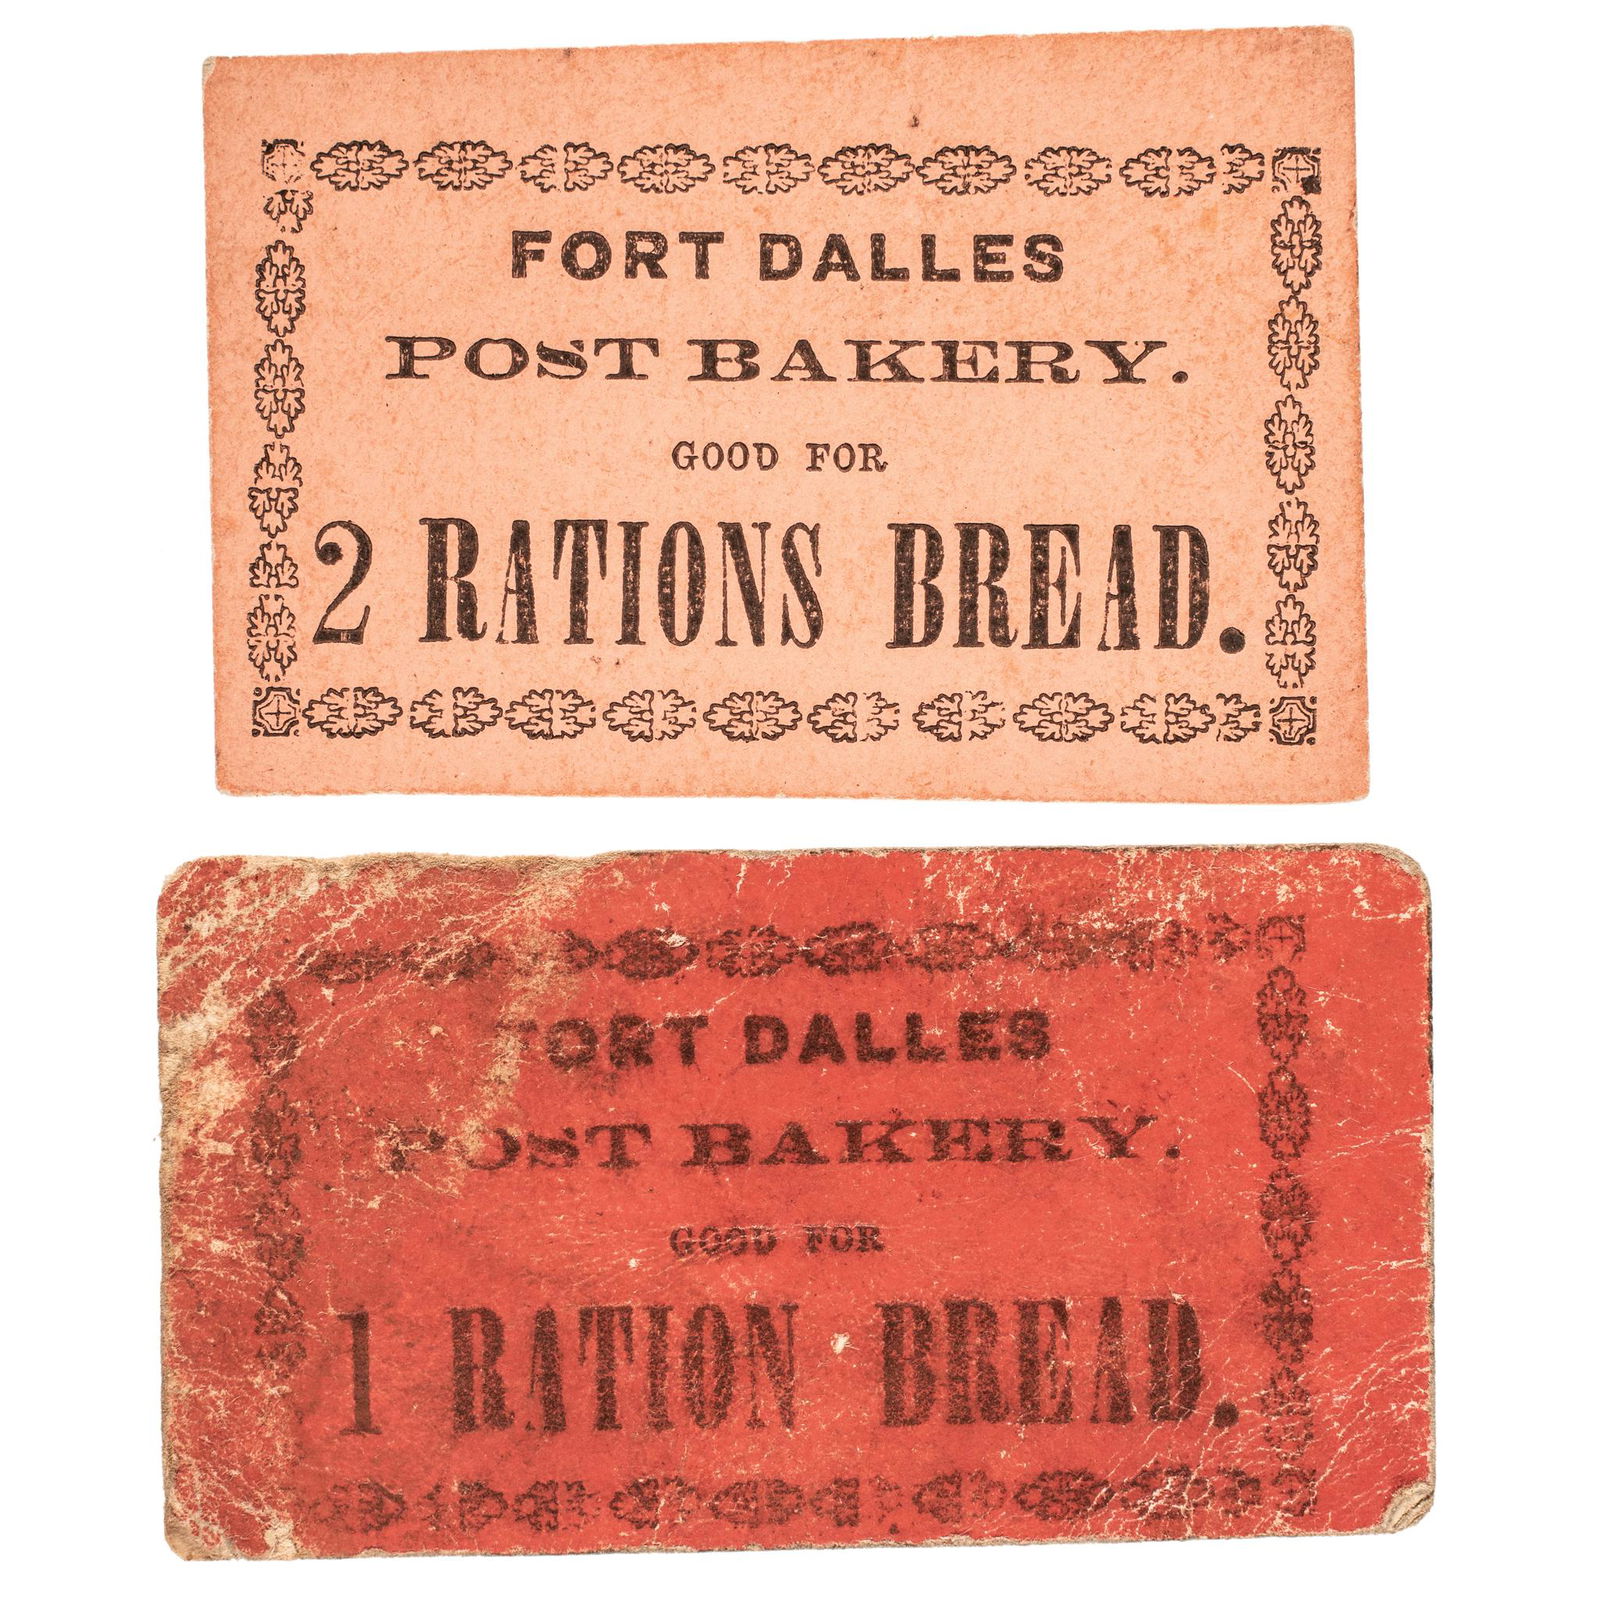 FORT DALLES
POST BAKERY.
GOOD FOR
2 RATIONS BREAD.
FORT DALLES
POST BAKERY.
GOOD FOR
1 RATION BREAD.